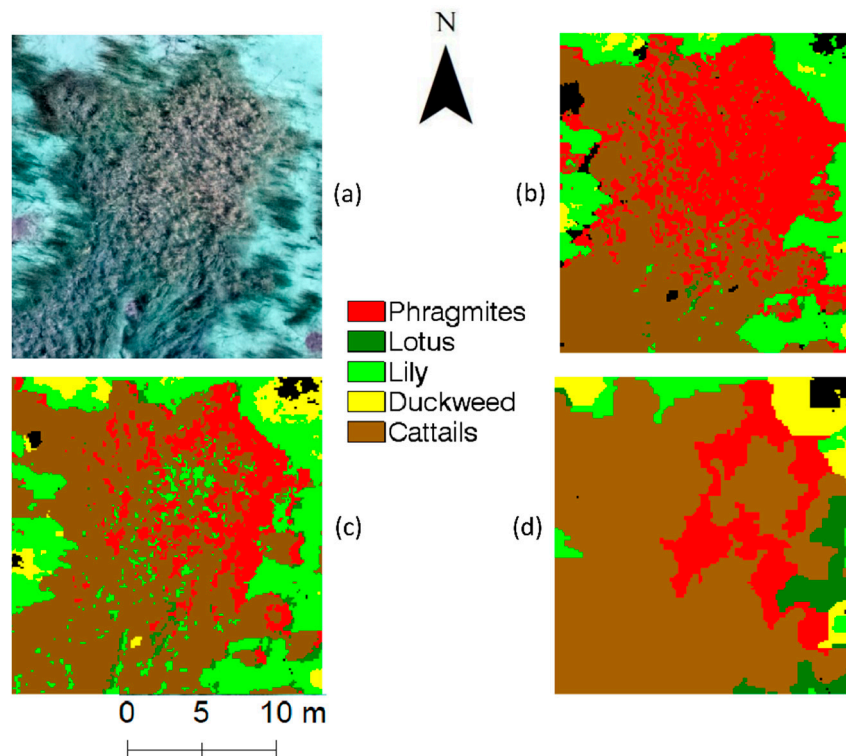 N
(a)
(b)
Phragmites
Lotus
Lily
Duckweed
Cattails
(c)
(d)
0 5 10 m